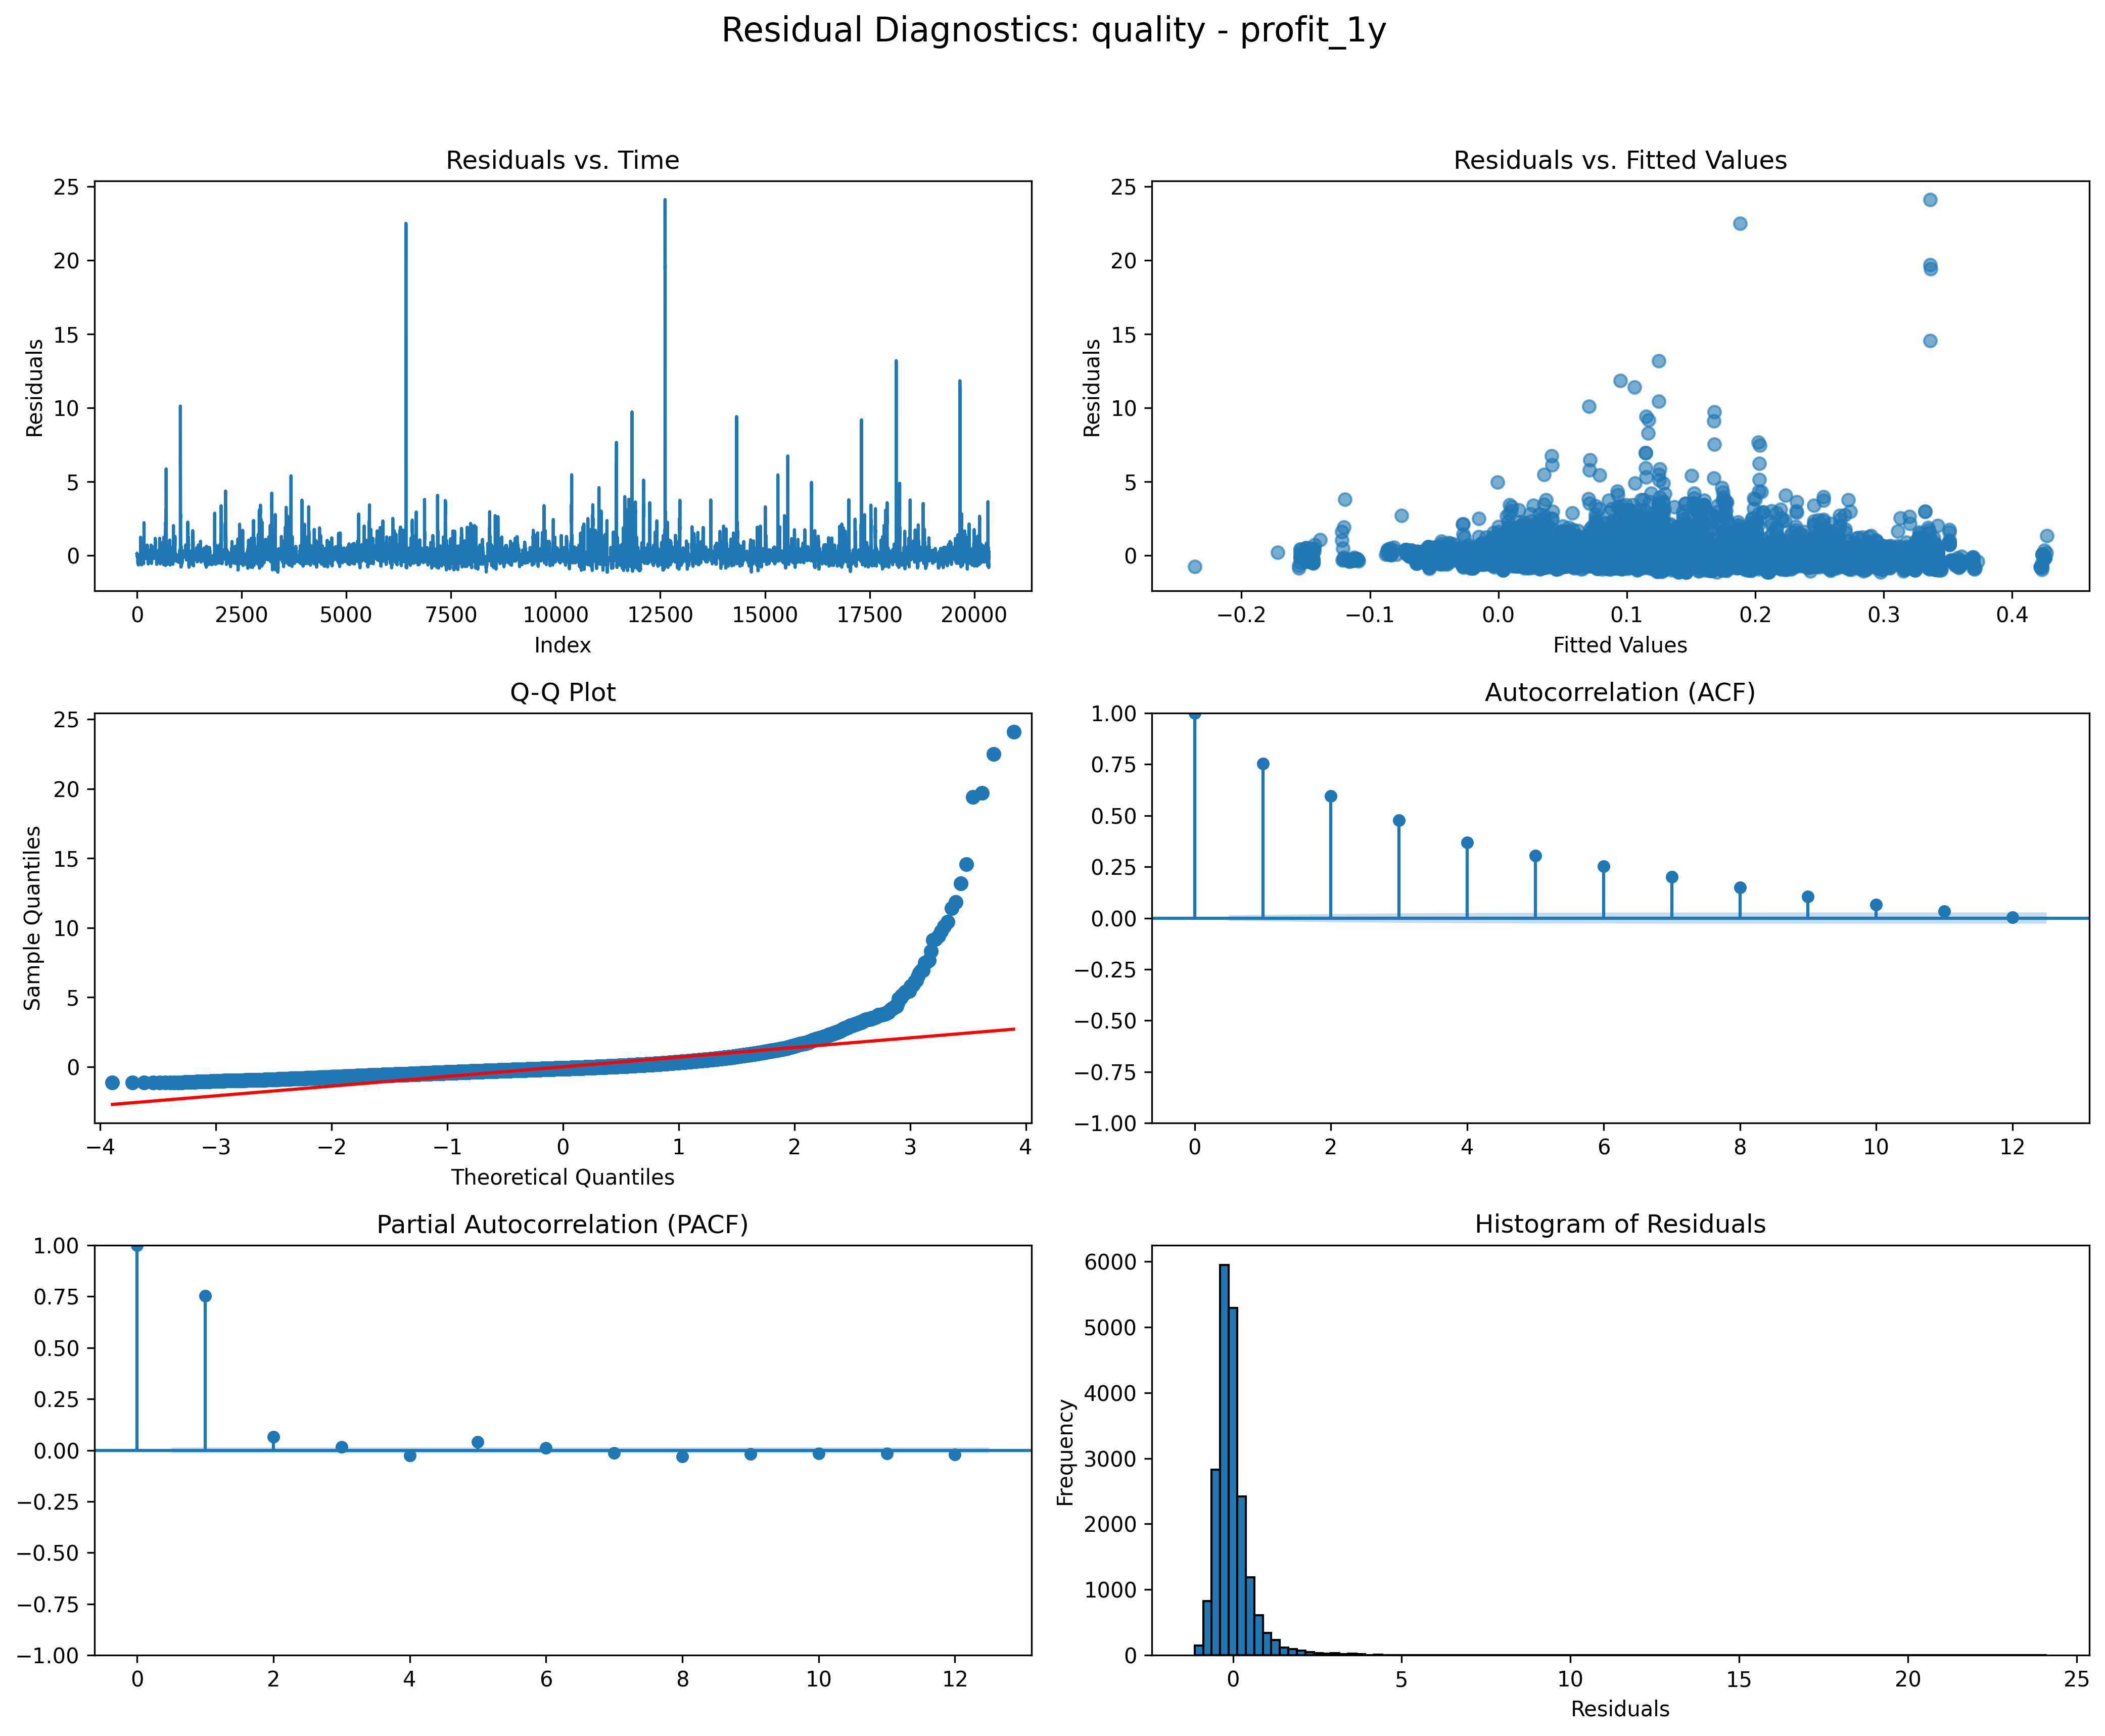 Residual Diagnostics: quality - profit_1y
Residuals vs. Time
25
20
15
10
5
0
Residuals
0 2500 5000 7500 10000 12500 15000 17500 20000
Index
Residuals vs. Fitted Values
25
20
15
10
5
0
Residuals
−0.2 −0.1 0.0 0.1 0.2 0.3 0.4
Fitted Values
Q-Q Plot
25
20
15
10
5
0
Sample Quantiles
−4 −3 −2 −1 0 1 2 3 4
Theoretical Quantiles
Autocorrelation (ACF)
1.00
0.75
0.50
0.25
0.00
−0.25
−0.50
−0.75
−1.00
0 2 4 6 8 10 12
Partial Autocorrelation (PACF)
1.00
0.75
0.50
0.25
0.00
−0.25
−0.50
−0.75
−1.00
0 2 4 6 8 10 12
Histogram of Residuals
6000
5000
4000
3000
2000
1000
0
Frequency
0 5 10 15 20 25
Residuals